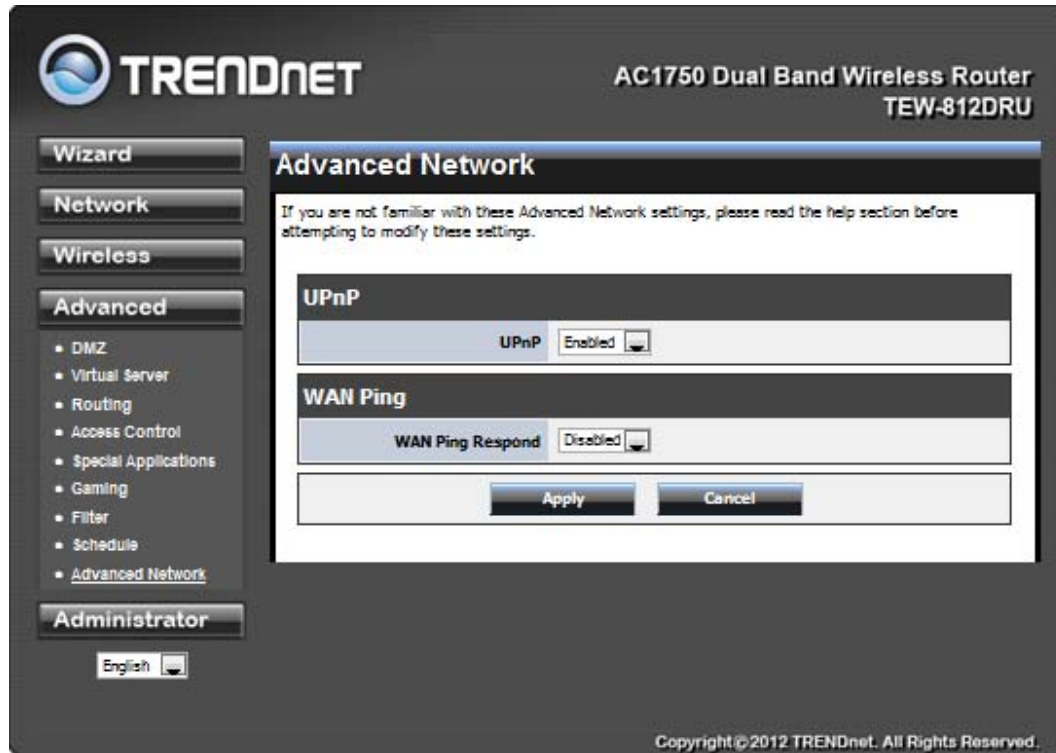 TRENDNET
AC1750 Dual Band Wireless Router
TEW-812DRU
Wizard
Network
Wireless
Advanced
• DMZ
• Virtual Server
• Routing
• Access Control
• Special Applications
• Gaming
• Filter
• Schedule
• Advanced Network
Administrator
English
Advanced Network
If you are not familiar with these Advanced Network settings, please read the help section before
attempting to modify these settings.
UPnP
UPnP Enabled
WAN Ping
WAN Ping Respond Disabled
Apply Cancel
Copyright©2012 TRENDnet. All Rights Reserved.